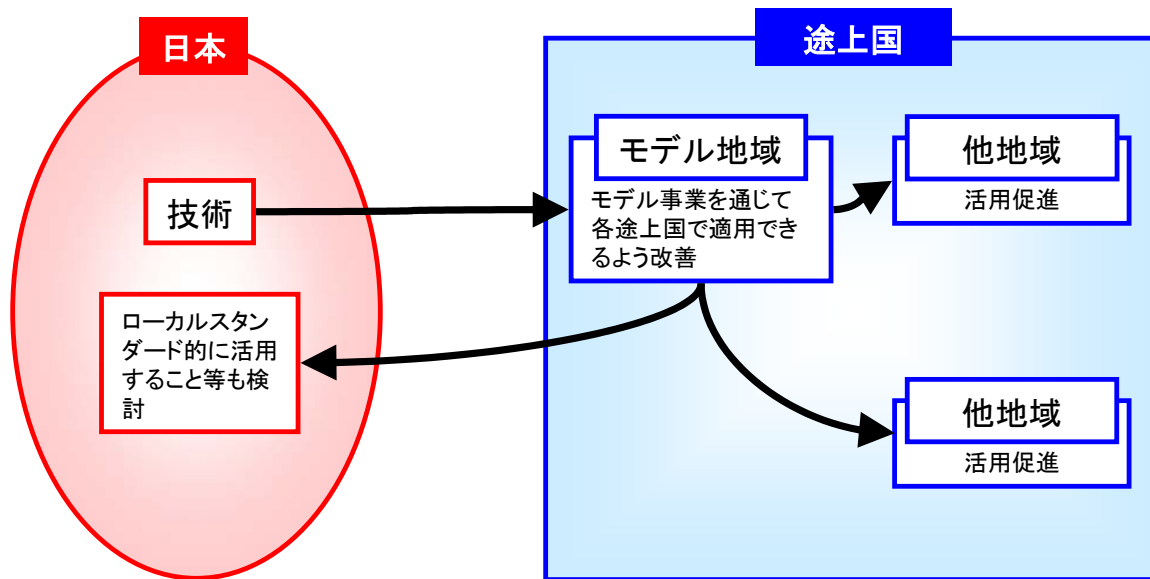 日本
途上国
技術
ローカルスタン
ダード的に活用
すること等も検
討
モデル地域
モデル事業を通じて
各途上国で適用でき
るよう改善
他地域
活用促進
他地域
活用促進